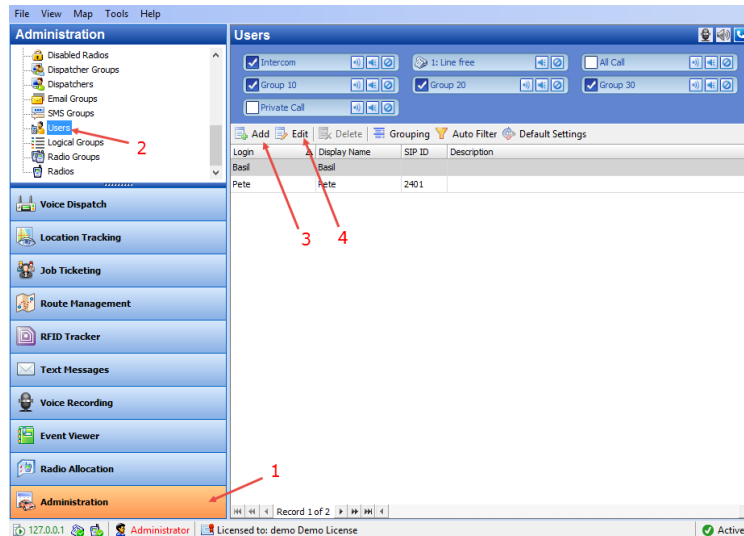 File View Map Tools Help
Administration
Users
Disabled Radios
Dispatcher Groups
Dispatchers
Email Groups
SMS Groups
Users
Logical Groups
Radio Groups
Radios
2
Intercom
1: Line free
All Call
Group 10
Group 20
Group 30
Private Call
Add Edit Delete Grouping Auto Filter Default Settings
Login Display Name SIP ID Description
Basil Basil
Pete Pete 2401
3 4
Voice Dispatch
Location Tracking
Job Ticketing
Route Management
RFID Tracker
Text Messages
Voice Recording
Event Viewer
Radio Allocation
Administration
1
Record 1 of 2
127.0.0.1 Administrator Licensed to: demo Demo License Active